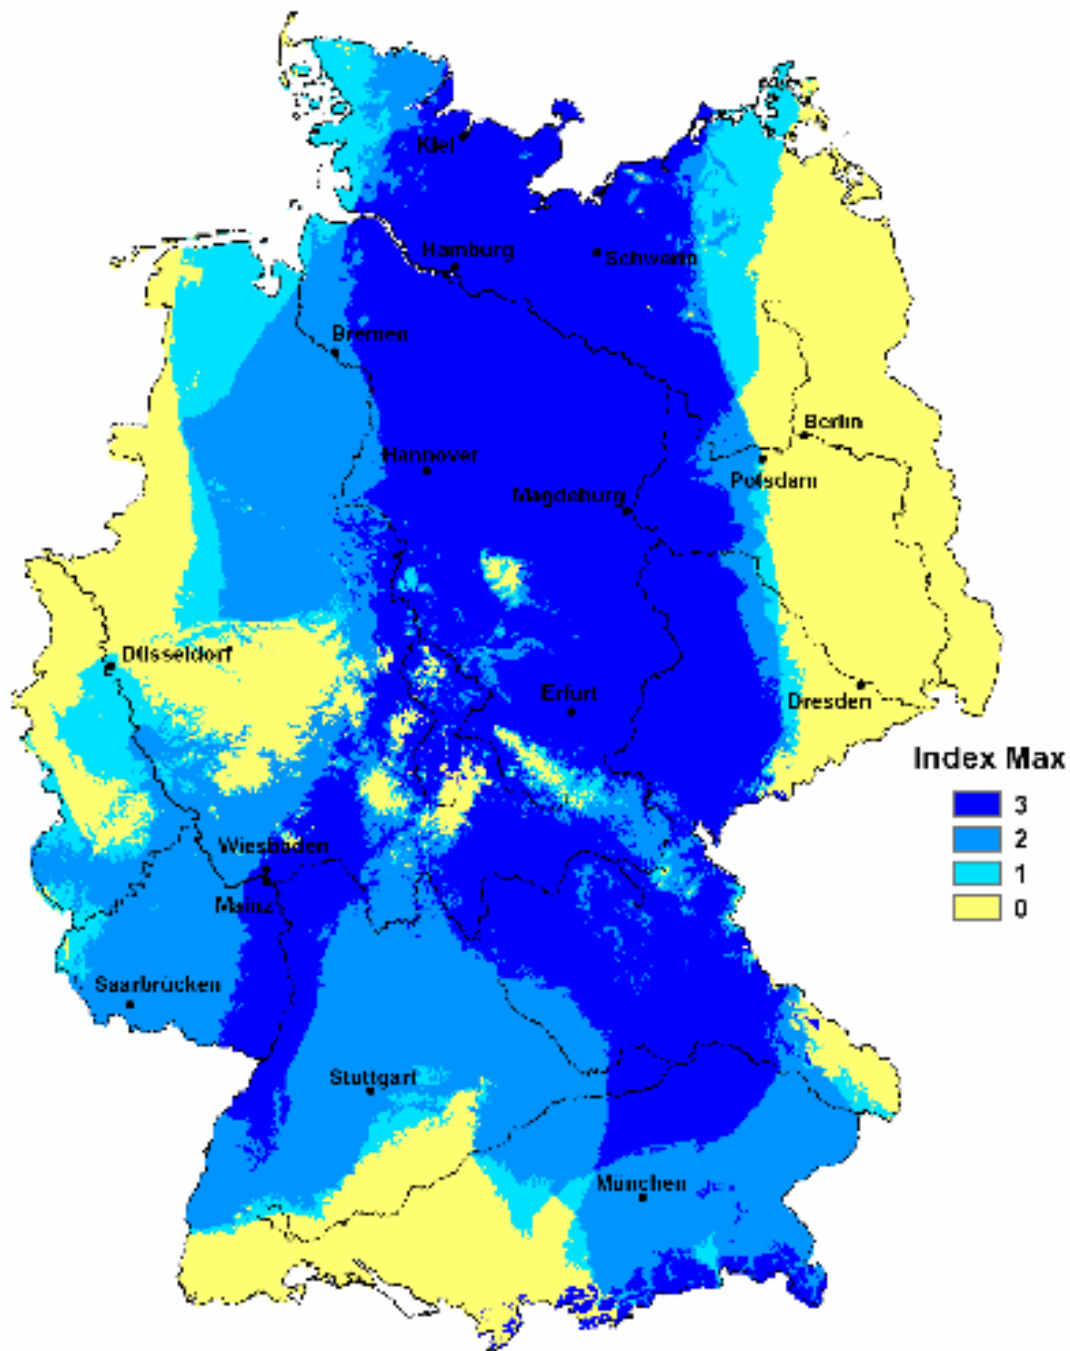 Kiel
Hamburg
Schwerin
Bremen
Berlin
Hannover
Potsdam
Magdeburg
Düsseldorf
Erfurt
Dresden
Index Max
3
2
1
0
Wiesbaden
Mainz
Saarbrücken
Stuttgart
München